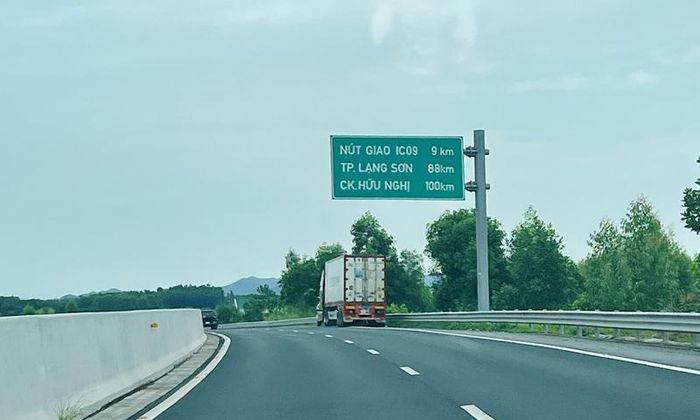 NÚT GIAO IC09 9 km
TP. LẠNG SƠN 88km
CK.HỮU NGHỊ 100km